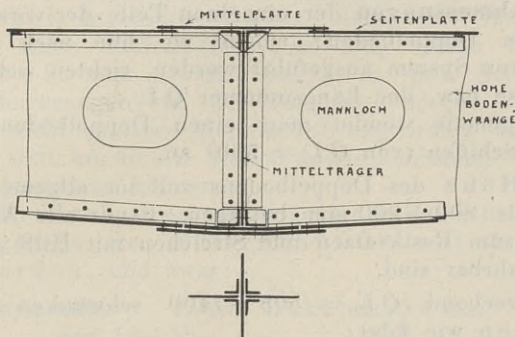 MITTELPLATTE
SEITENPLATTE
MANNLOCH
HOHE
BODEN-
WRANGE
MITTELTRÄGER